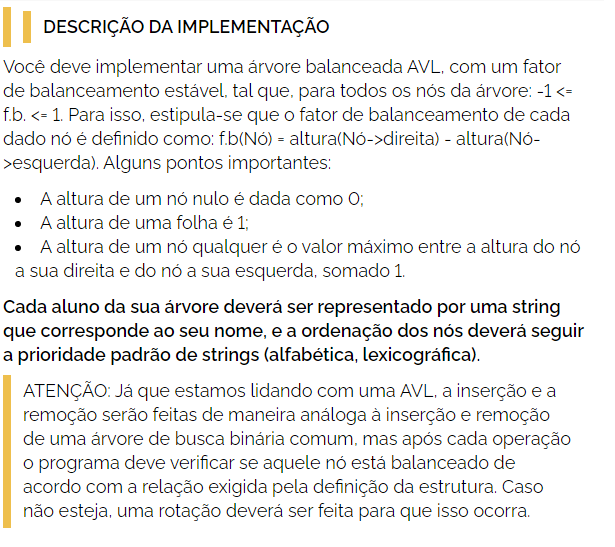 DESCRIÇÃO DA IMPLEMENTAÇÃO
Você deve implementar uma árvore balanceada AVL, com um fator
de balanceamento estável, tal que, para todos os nós da árvore: -1 <=
f.b. <= 1. Para isso, estipula-se que o fator de balanceamento de cada
dado nó é definido como: f.b(Nó) = altura(Nó->direita) - altura(Nó-
>esquerda). Alguns pontos importantes:
• A altura de um nó nulo é dada como 0;
• A altura de uma folha é 1;
• A altura de um nó qualquer é o valor máximo entre a altura do nó
a sua direita e do nó a sua esquerda, somado 1.
Cada aluno da sua árvore deverá ser representado por uma string
que corresponde ao seu nome, e a ordenação dos nós deverá seguir
a prioridade padrão de strings (alfabética, lexicográfica).
ATENÇÃO: Já que estamos lidando com uma AVL, a inserção e a
remoção serão feitas de maneira análoga à inserção e remoção
de uma árvore de busca binária comum, mas após cada operação
o programa deve verificar se aquele nó está balanceado de
acordo com a relação exigida pela definição da estrutura. Caso
não esteja, uma rotação deverá ser feita para que isso ocorra.